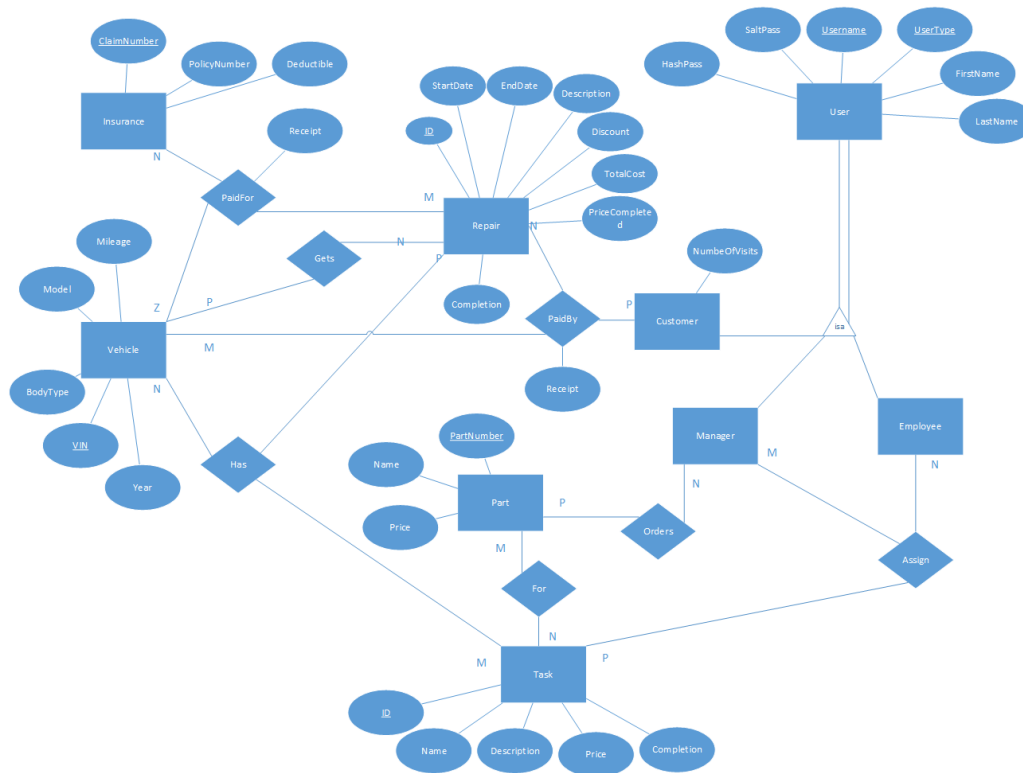 SaltPass
Username
UserType
ClaimNumber
PolicyNumber
Deductible
HashPass
FirstName
StartDate
EndDate
Description
Insurance
User
LastName
Receipt
ID
Discount
N
TotalCost
PaidFor
M
PriceComplete
d
Repair
N
Mileage
N
Gets
P
NumbeOfVisits
Model
P
Completion
Z
P
PaidBy
Customer
isa
Vehicle
M
BodyType
N
Receipt
VIN
PartNumber
Manager
Employee
Year
Has
Name
M
N
Part
P
N
Price
Orders
M
Assign
For
N
M
P
Task
ID
Name
Description
Price
Completion